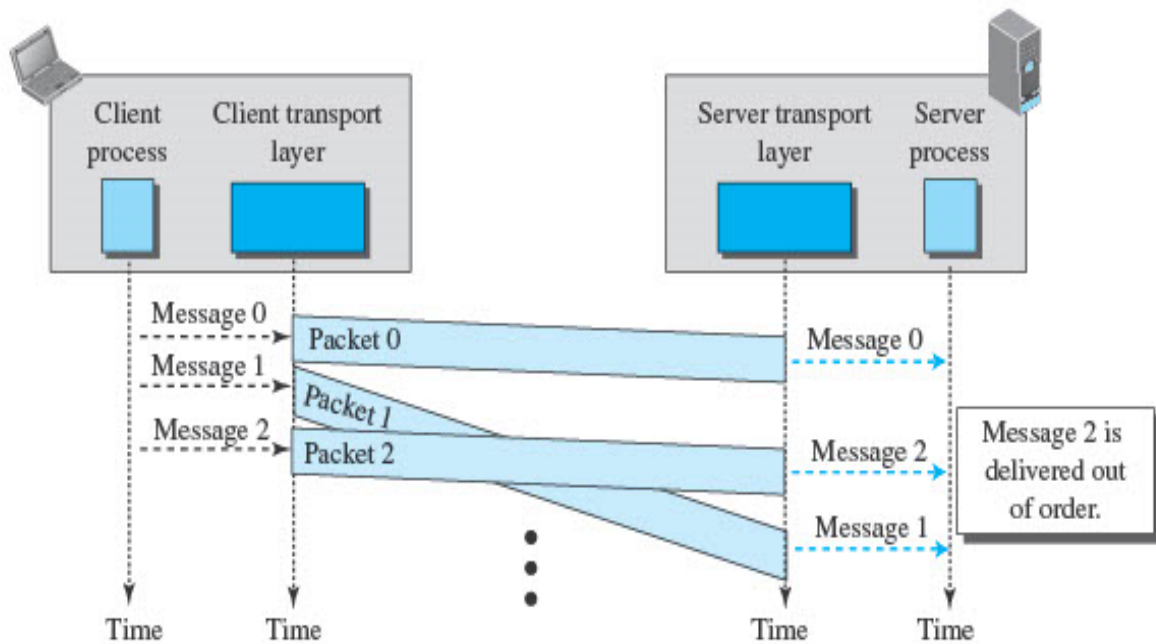 Client
process
Client transport
layer
Server transport
layer
Server
process
Message 0
Packet 0
Message 0
Message 1
Packet 1
Message 2
Packet 2
Message 2
Message 1
Message 2 is
delivered out
of order.
Time
Time
Time
Time